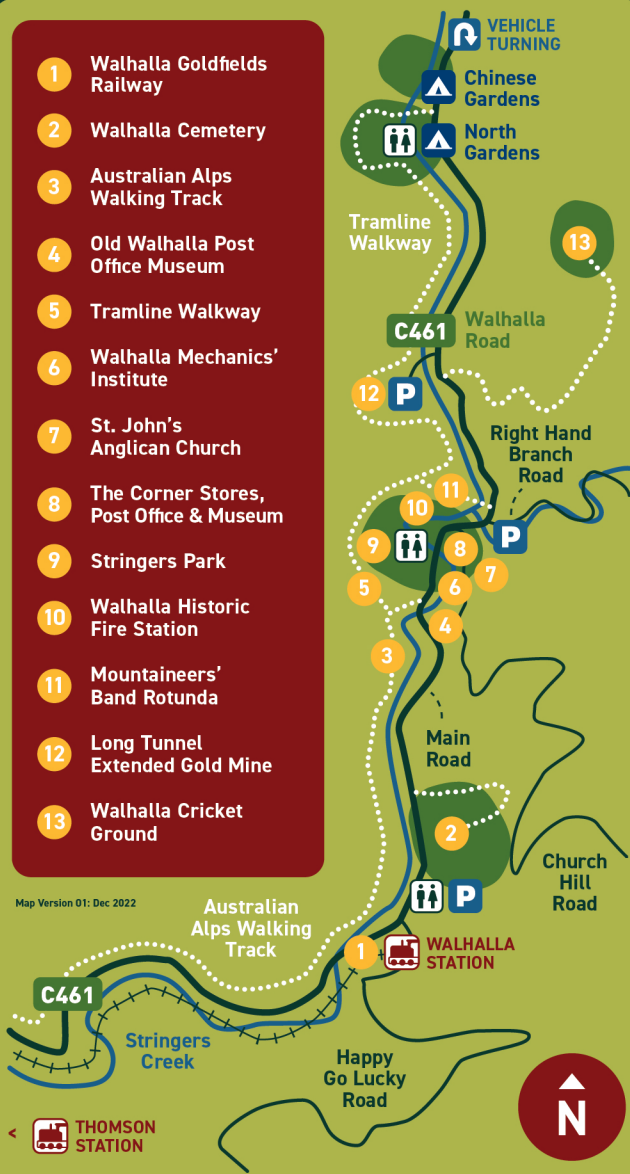 1
Walhalla Goldfields
Railway
2
Walhalla Cemetery
3
Australian Alps
Walking Track
4
Old Walhalla Post
Office Museum
5
Tramline Walkway
6
Walhalla Mechanics’
Institute
7
St. John’s
Anglican Church
8
The Corner Stores,
Post Office & Museum
9
Stringers Park
10
Walhalla Historic
Fire Station
11
Mountaineers’
Band Rotunda
12
Long Tunnel
Extended Gold Mine
13
Walhalla Cricket
Ground
Map Version 01: Dec 2022
VEHICLE
TURNING
Chinese
Gardens
North
Gardens
Tramline
Walkway
13
C461
Walhalla
Road
12
P
Right Hand
Branch
Road
11
10
P
9
8
7
6
5
4
3
Main
Road
2
Church
Hill
Road
P
Australian
Alps Walking
Track
1
WALHALLA
STATION
C461
Stringers
Creek
Happy
Go Lucky
Road
N
<
THOMSON
STATION